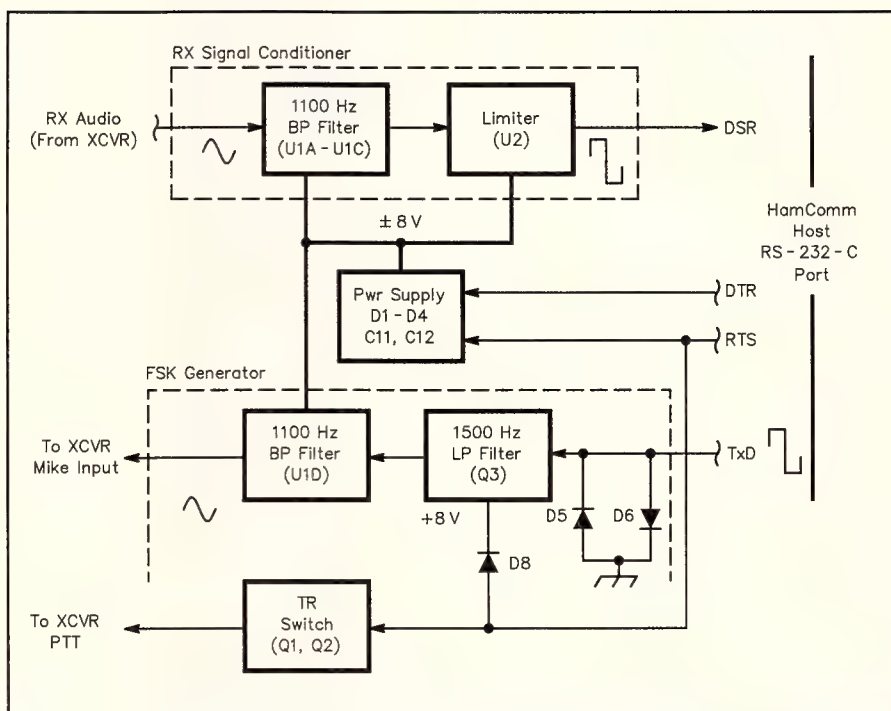 RX Signal Conditioner
RX Audio
(From XCVR)
1100 Hz
BP Filter
(U1A - U1C)
Limiter
(U2)
DSR
± 8 V
HamComm
Host
RS - 232 - C
Port
Pwr Supply
D1 - D4
C11, C12
DTR
RTS
FSK Generator
To XCVR
Mike Input
1100 Hz
BP Filter
(U1D)
1500 Hz
LP Filter
(Q3)
TxD
+8 V
D5
D6
D8
To XCVR
PTT
TR
Switch
(Q1, Q2)